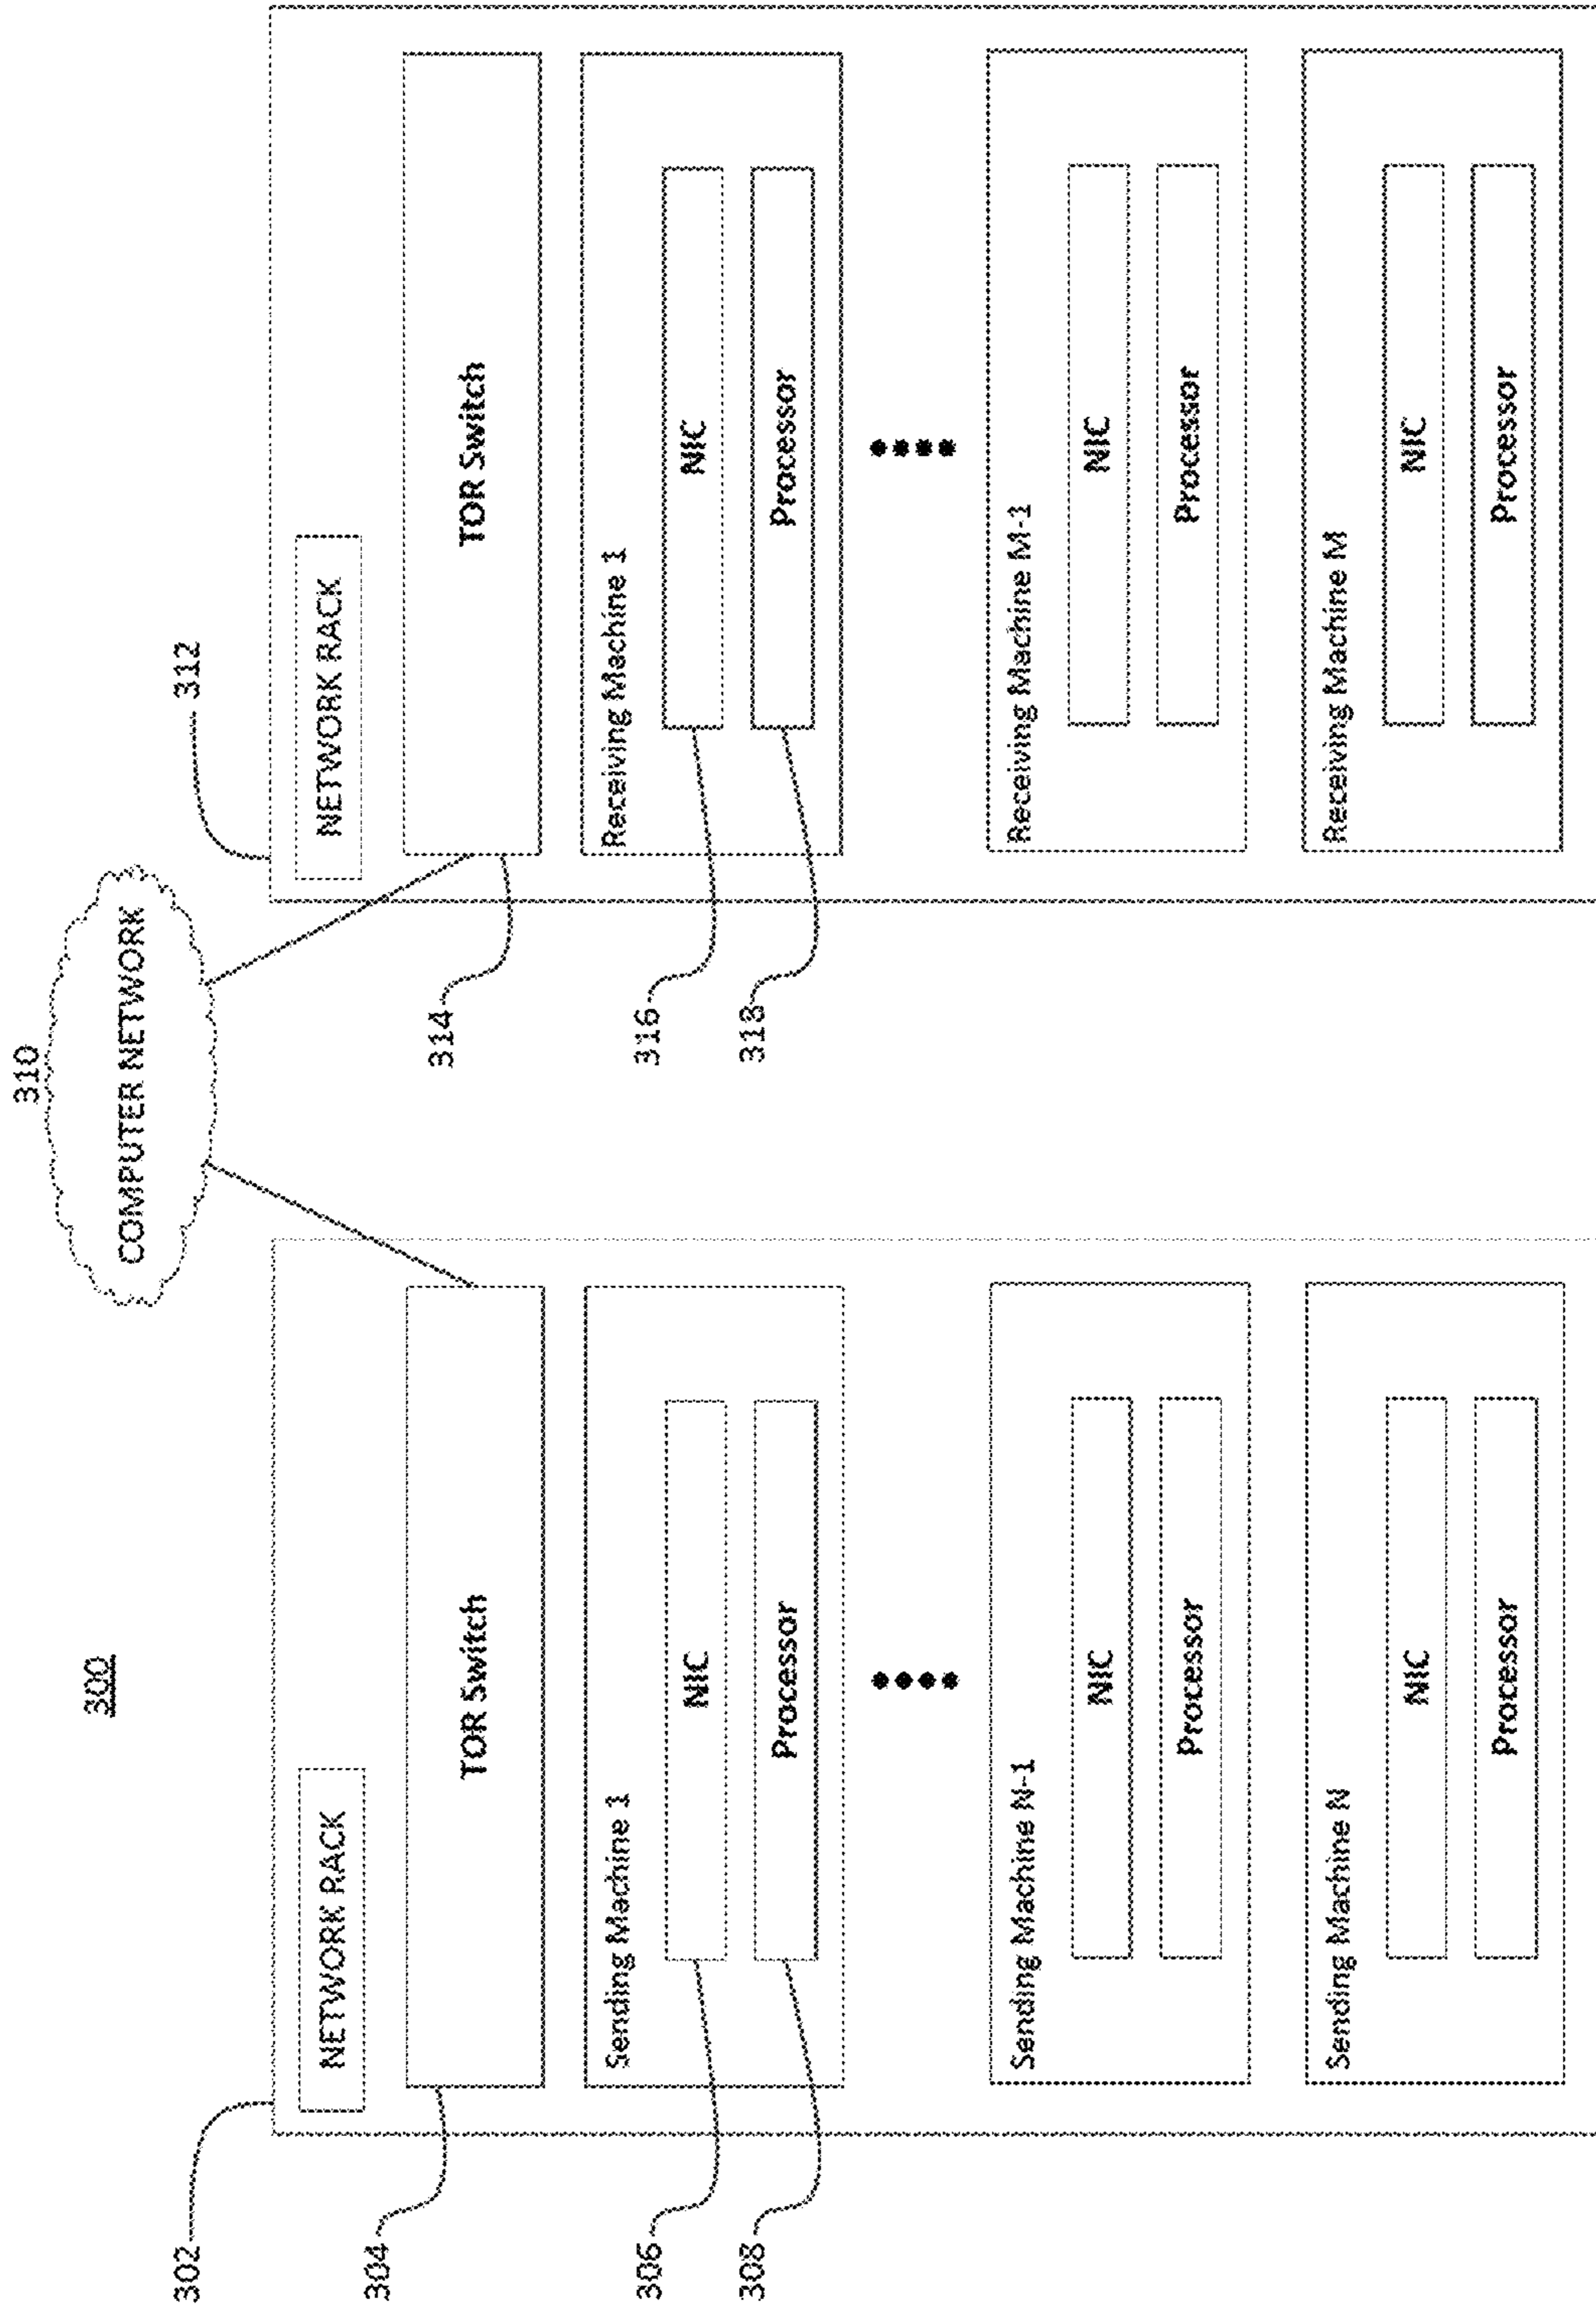 300
310
COMPUTER NETWORK
302
NETWORK RACK
304
TOR Switch
Sending Machine 1
306
NIC
308
Processor
Sending Machine N-1
NIC
Processor
Sending Machine N
NIC
Processor
312
NETWORK RACK
314
TOR Switch
Receiving Machine 1
316
NIC
318
Processor
Receiving Machine M-1
NIC
Processor
Receiving Machine M
NIC
Processor